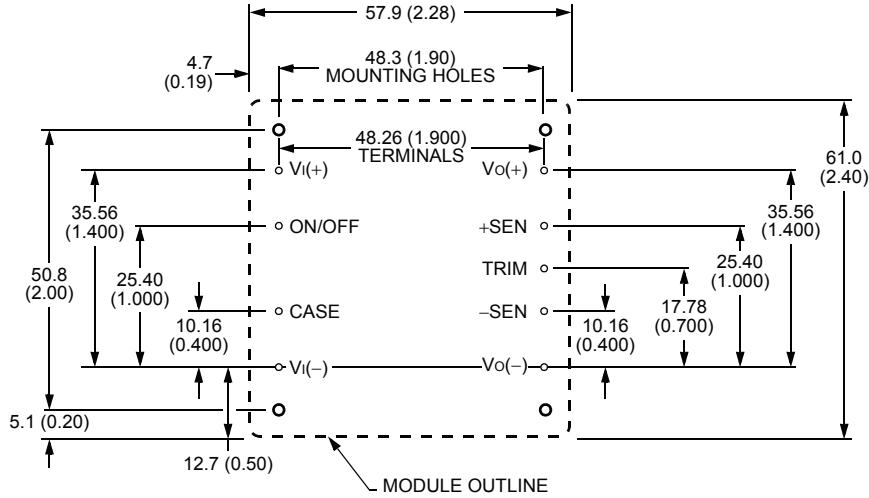 57.9 (2.28)
4.7
(0.19)
48.3 (1.90)
MOUNTING HOLES
48.26 (1.900)
TERMINALS
VI(+)
VO(+)
61.0
(2.40)
35.56
(1.400)
35.56
(1.400)
ON/OFF
+SEN
50.8
(2.00)
25.40
(1.000)
TRIM
25.40
(1.000)
10.16
(0.400)
CASE
–SEN
10.16
(0.400)
17.78
(0.700)
VI(–)
VO(–)
5.1 (0.20)
12.7 (0.50)
MODULE OUTLINE